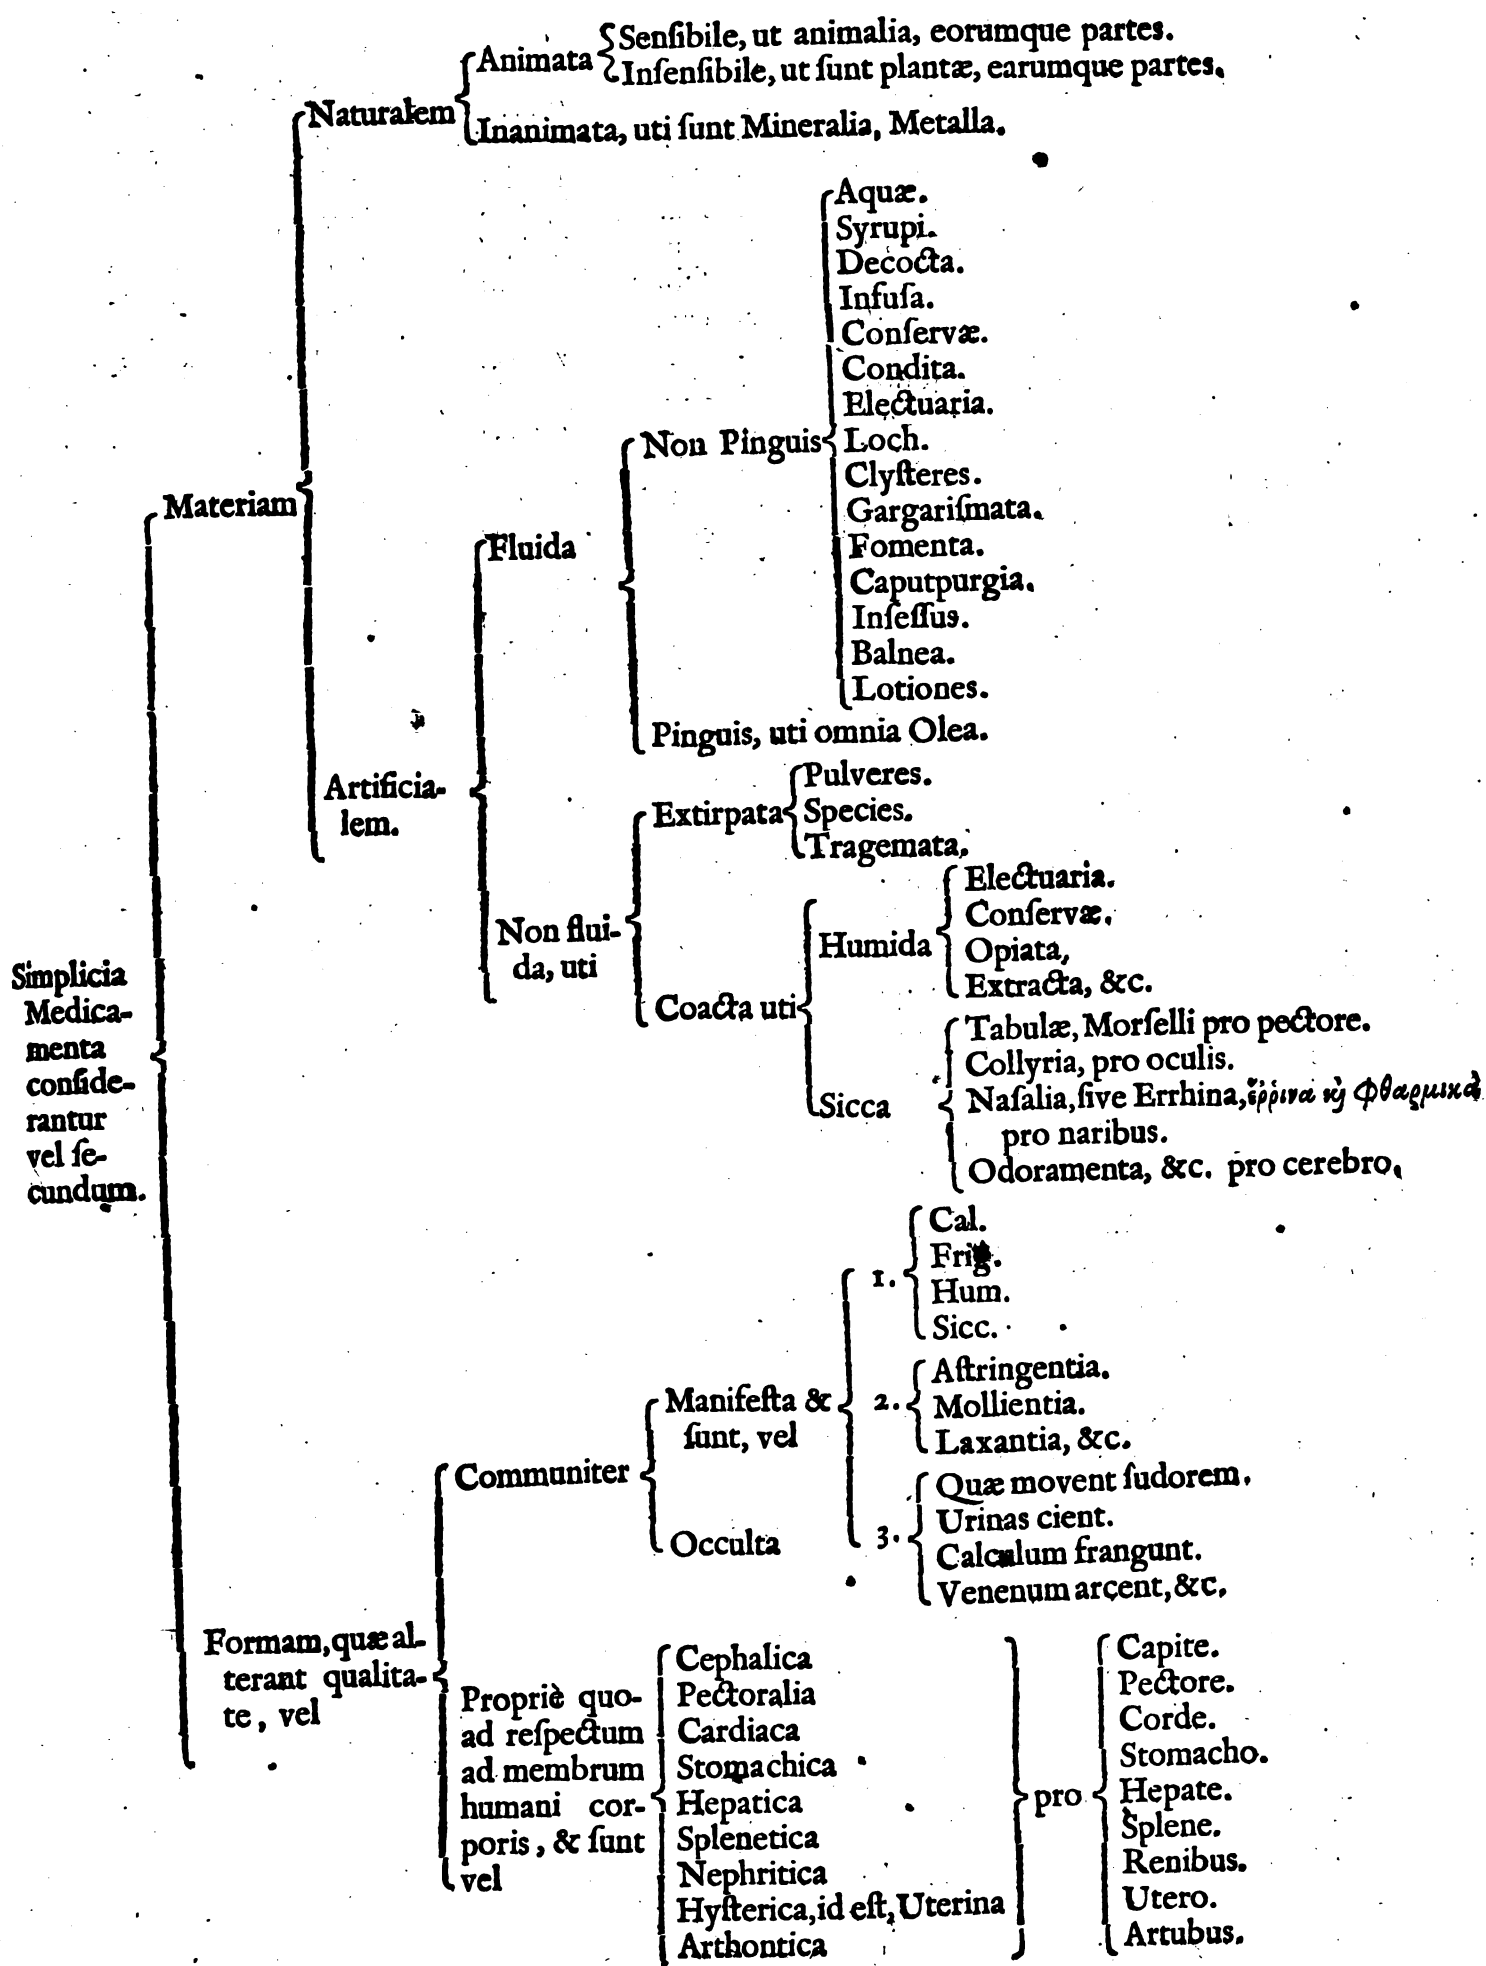 Senſibile, ut animalia, eorumque partes.
Animata
Inſenſibile, ut ſunt plantæ, earumque partes.
Naturalem
Inanimata, uti ſunt Mineralia, Metalla.
Aquæ.
Syrupi.
Decocta.
Infuſa.
Conſervæ.
Condita.
Electuaria.
Non Pinguis
Loch.
Clyſteres.
Gargariſmata.
Materiam
Fluida
Fomenta.
Caputpurgia.
Inſeſſus.
Balnea.
Lotiones.
Pinguis, uti omnia Olea.
Artificia-
lem.
Pulveres.
Extirpata
Species.
Tragemata.
Electuaria.
Conſervæ.
Non flui-
da, uti
Humida
Opiata,
Extracta, &c.
Coacta uti
Simplicia
Medica-
menta
conſide-
rantur
vel ſe-
cundum.
Tabulæ, Morſelli pro pectore.
Collyria, pro oculis.
Sicca
Naſalia, ſive Errhina, ἔῤῥινα ϗ̀ Φθαρμικὰ
pro naribus.
Odoramenta, &c. pro cerebro.
Cal.
Frig.
1.
Hum.
Sicc.
Aſtringentia.
Manifeſta &
ſunt, vel
2.
Mollientia.
Laxantia, &c.
Communiter
Quæ movent ſudorem.
Urinas cient.
Occulta
3.
Calculum frangunt.
Venenum arcent, &c.
Formam, quæ al-
terant qualita-
te, vel
Propriè quo-
ad reſpectum
ad membrum
humani cor-
poris, & ſunt
vel
Cephalica
Pectoralia
Cardiaca
Stomachica
Hepatica
Splenetica
Nephritica
Hyſterica, id eſt, Uterina
Arthontica
pro
Capite.
Pectore.
Corde.
Stomacho.
Hepate.
Splene.
Renibus.
Utero.
Artubus.